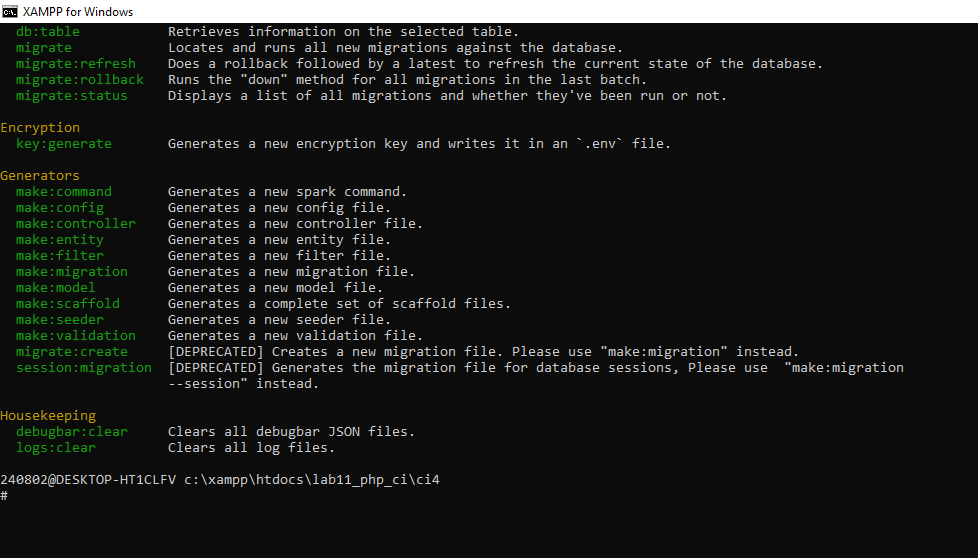 XAMPP for Windows
db:table Retrieves information on the selected table.
migrate Locates and runs all new migrations against the database.
migrate:refresh Does a rollback followed by a latest to refresh the current state of the database.
migrate:rollback Runs the "down" method for all migrations in the last batch.
migrate:status Displays a list of all migrations and whether they've been run or not.
Encryption
key:generate Generates a new encryption key and writes it in an `.env` file.
Generators
make:command Generates a new spark command.
make:config Generates a new config file.
make:controller Generates a new controller file.
make:entity Generates a new entity file.
make:filter Generates a new filter file.
make:migration Generates a new migration file.
make:model Generates a new model file.
make:scaffold Generates a complete set of scaffold files.
make:seeder Generates a new seeder file.
make:validation Generates a new validation file.
migrate:create [DEPRECATED] Creates a new migration file. Please use "make:migration" instead.
session:migration [DEPRECATED] Generates the migration file for database sessions, Please use  "make:migration
--session" instead.
Housekeeping
debugbar:clear Clears all debugbar JSON files.
logs:clear Clears all log files.
240802@DESKTOP-HT1CLFV c:\xampp\htdocs\lab11_php_ci\ci4
#